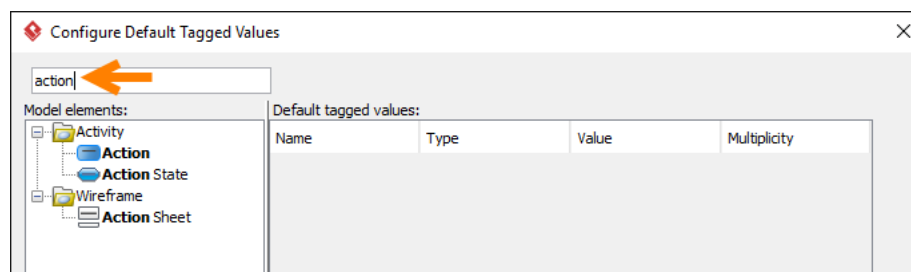 Configure Default Tagged Values
action
Model elements:
Default tagged values:
Activity
Action
Action State
Wireframe
Action Sheet
Name Type Value Multiplicity